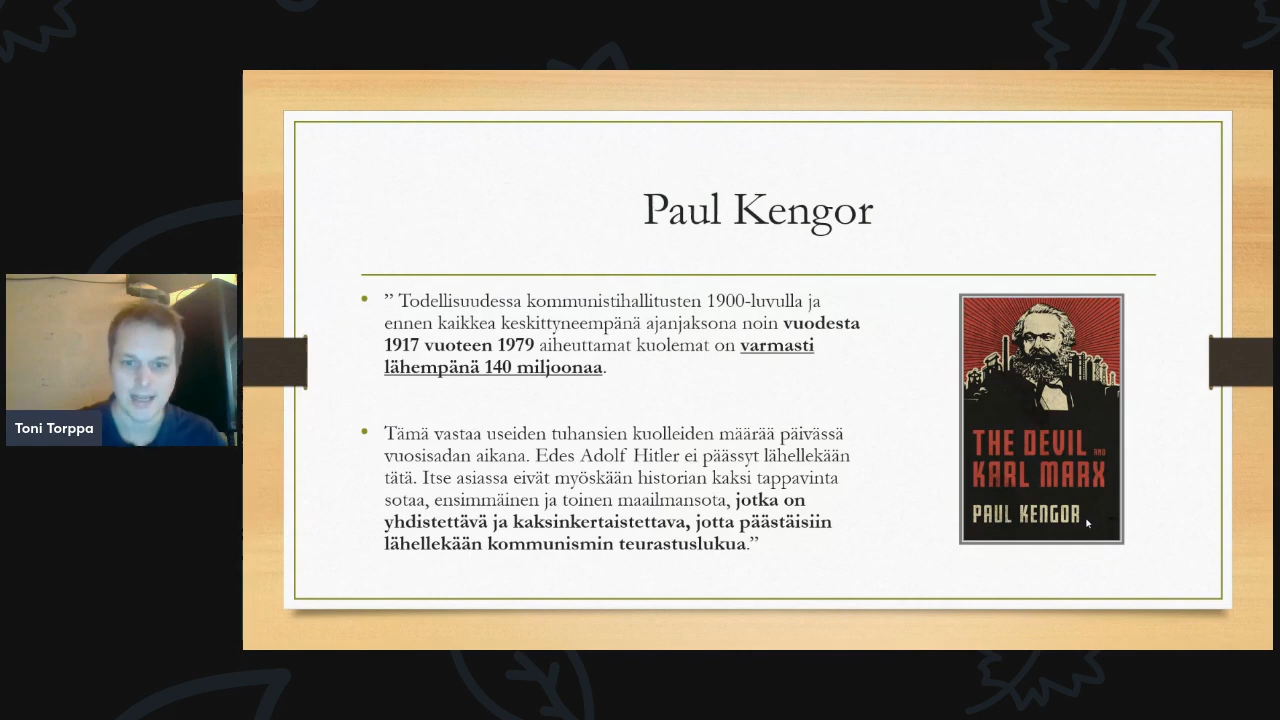 Paul Kengor
” Todellisuudessa kommunistihallitusten 1900-luvulla ja
ennen kaikkea keskittyneempänä ajanjaksona noin vuodesta
1917 vuoteen 1979 aiheuttamat kuolemat on varmasti
lähempänä 140 miljoonaa.
Tämä vastaa useiden tuhansien kuolleiden määrää päivässä
vuosisadan aikana. Edes Adolf Hitler ei päässyt lähellekään
tätä. Itse asiassa eivät myöskään historian kaksi tappavinta
sotaa, ensimmäinen ja toinen maailmansota, jotka on
yhdistettävä ja kaksinkertaistettava, jotta päästäisiin
lähellekään kommunismin teurastuslukua.”
THE DEVIL AND
KARL MARX
PAUL KENGOR
Toni Torppa